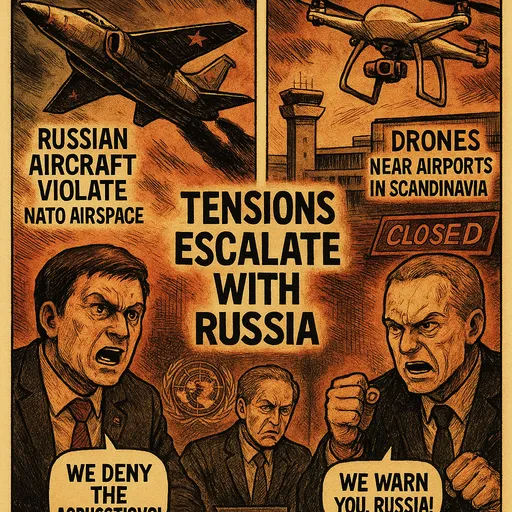 RUSSIAN
AIRCRAFT
VIOLATE
NATO AIRSPACE
DRONES
NEAR AIRPORTS
IN SCANDINAVIA
CLOSED
TENSIONS
ESCALATE
WITH
RUSSIA
WE DENY
THE
ACCUSATIONS!
WE WARN
YOU, RUSSIA!